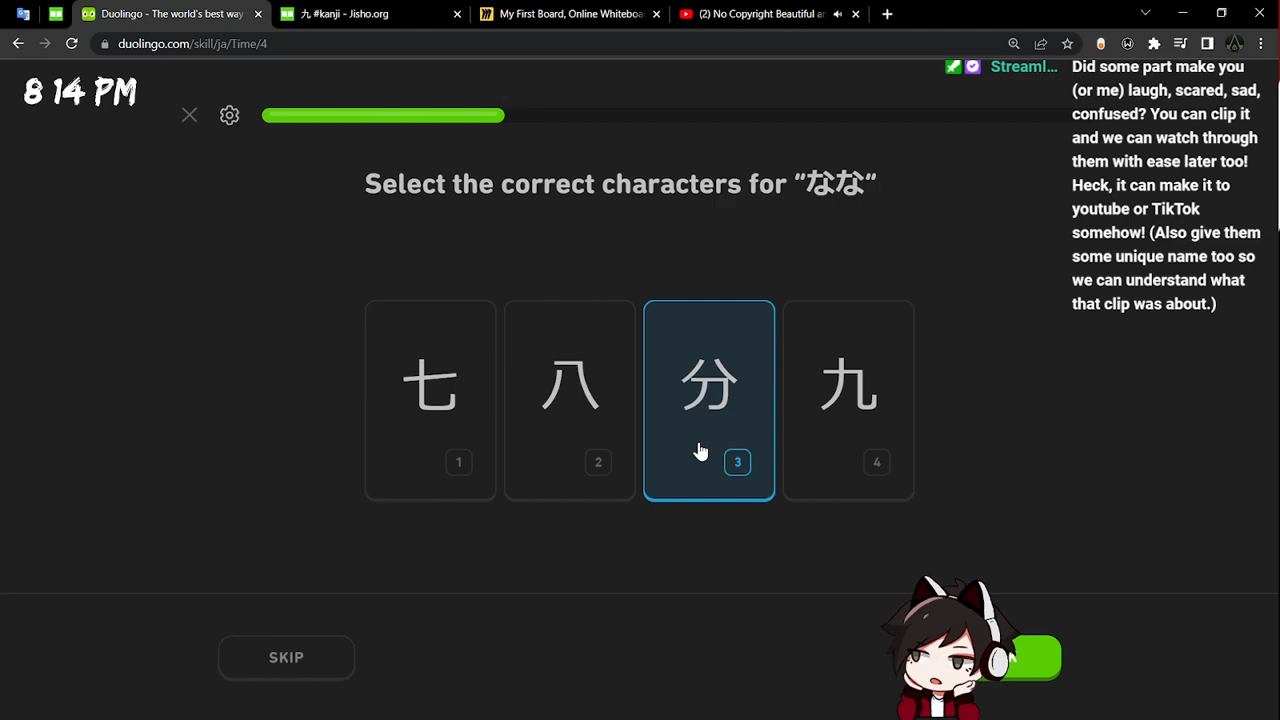 Duolingo - The world's best way
九 #kanji - Jisho.org
My First Board, Online Whiteboa
(2) No Copyright Beautiful a
duolingo.com/skill/ja/Time/4
8 14 PM
Streaml...
Did some part make you
(or me) laugh, scared, sad,
confused? You can clip it
and we can watch through
them with ease later too!
Heck, it can make it to
youtube or TikTok
somehow! (Also give them
some unique name too so
we can understand what
that clip was about.)
Select the correct characters for "なな"
七 八 分 九
1 2 3 4
SKIP